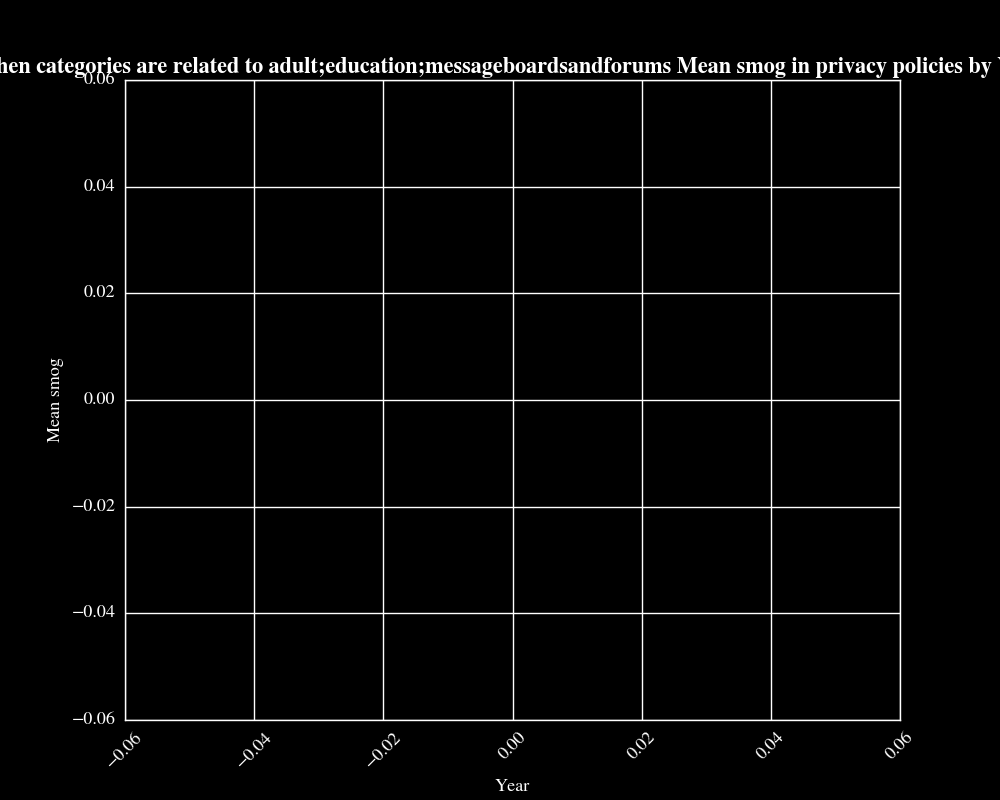 hen categories are related to adult;education;messageboardsandforums Mean smog in privacy policies by
0.06
0.04
0.02
0.00
−0.02
−0.04
−0.06
Mean smog
−0.06 −0.04 −0.02 0.00 0.02 0.04 0.06
Year